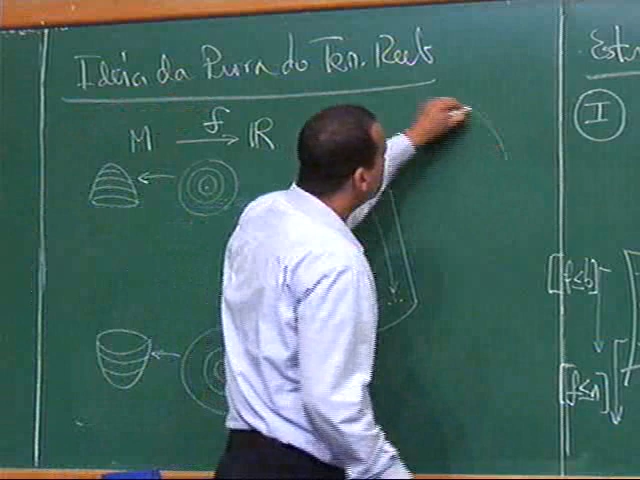 Idéia da Prova do Teo. Reeb
M f→ ℝ
Estr
I
[f≤b]
[f≤a]